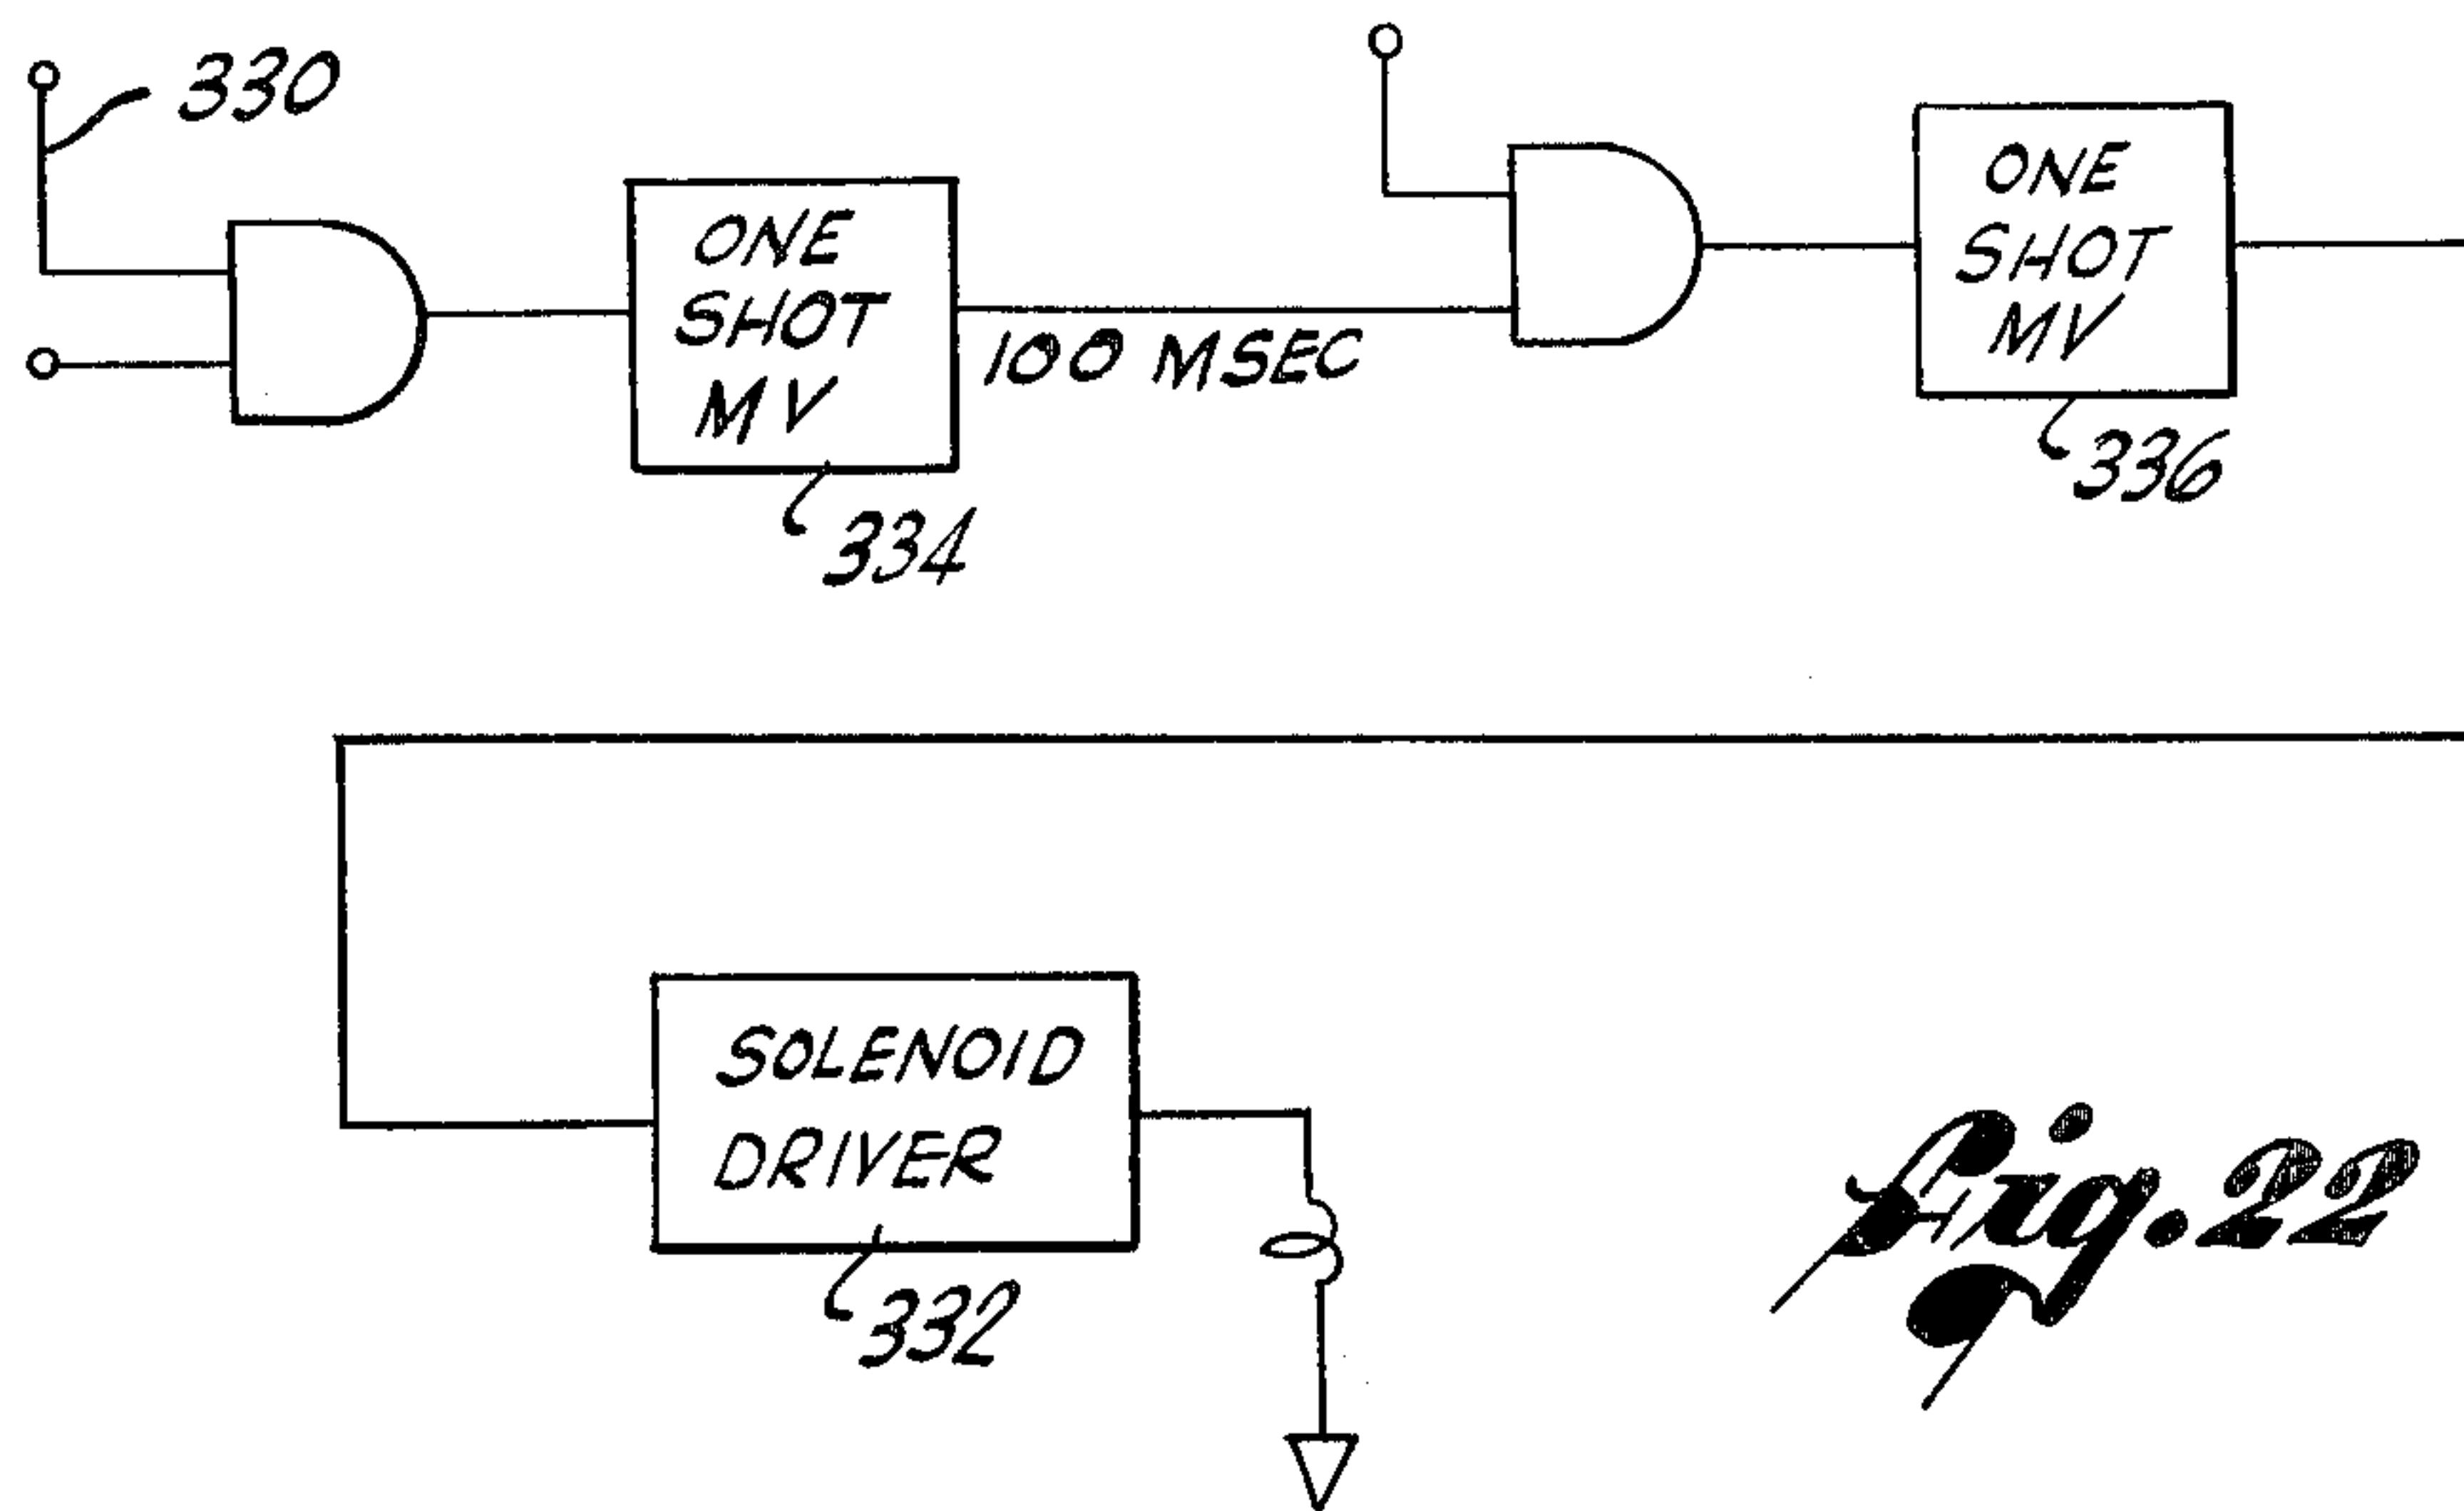 330
ONE
SHOT
MV
334
100 MSEC
ONE
SHOT
MV
336
SOLENOID
DRIVER
332
Fig. 22